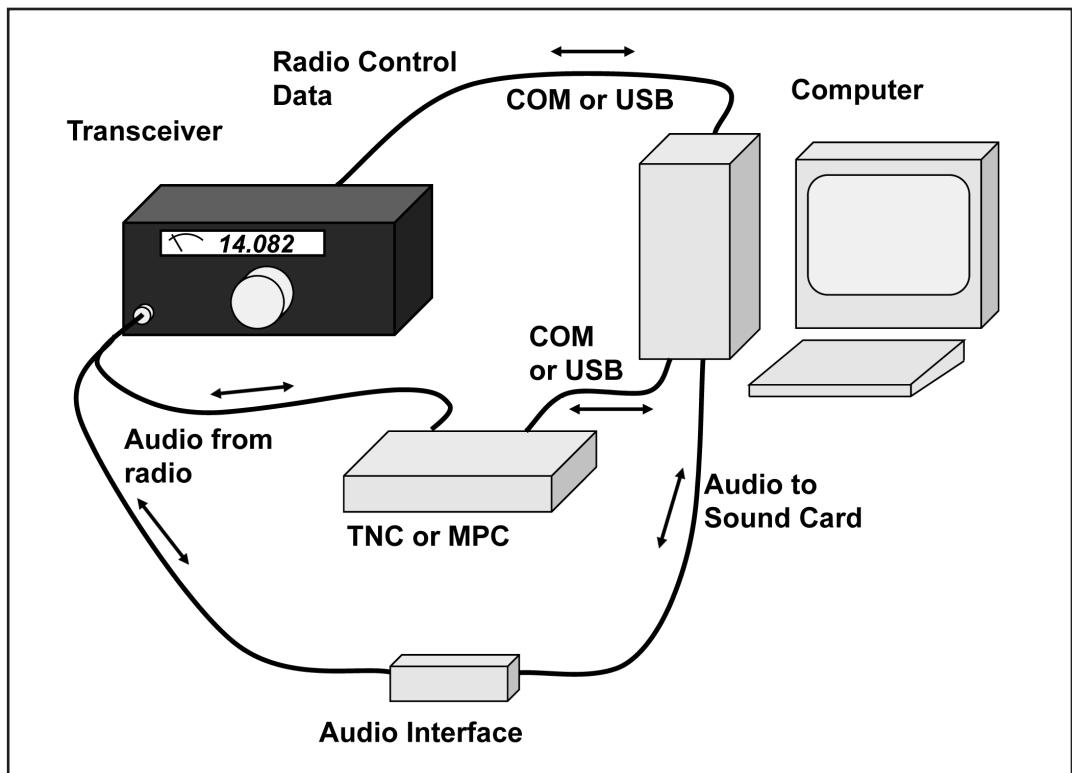 Radio Control
Data
COM or USB
Computer
Transceiver
14.082
COM
or USB
Audio from
radio
Audio to
Sound Card
TNC or MPC
Audio Interface